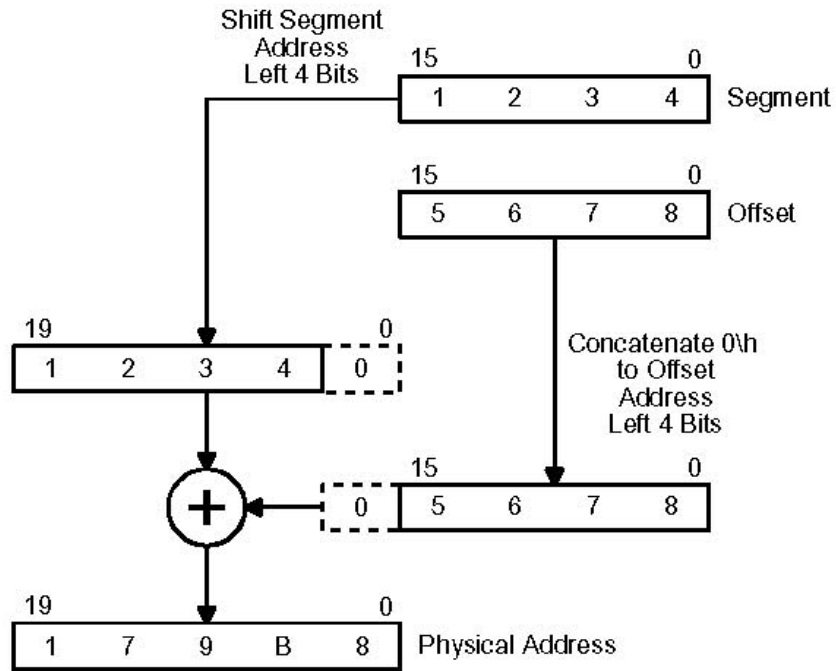 Shift Segment
Address
Left 4 Bits
15 0
1 2 3 4 Segment
15 0
5 6 7 8 Offset
19 0
1 2 3 4 0
Concatenate 0\h
to Offset
Address
Left 4 Bits
15 0
0 5 6 7 8
+
19 0
1 7 9 B 8 Physical Address